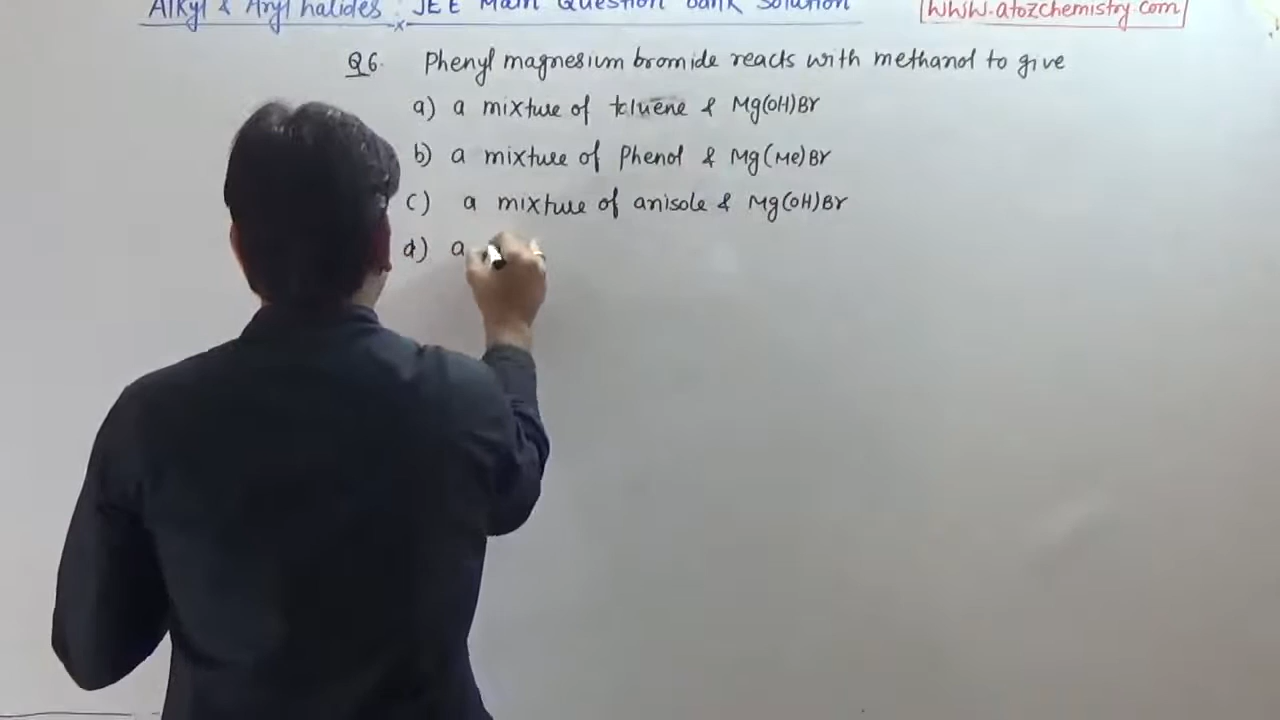 Alkyl & Aryl halides : JEE Main Question bank Solution
www.atozchemistry.com
Q6. Phenyl magnesium bromide reacts with methanol to give
a) a mixture of toluene & Mg(OH)Br
b) a mixture of Phenol & Mg(Me)Br
c) a mixture of anisole & Mg(OH)Br
d) a